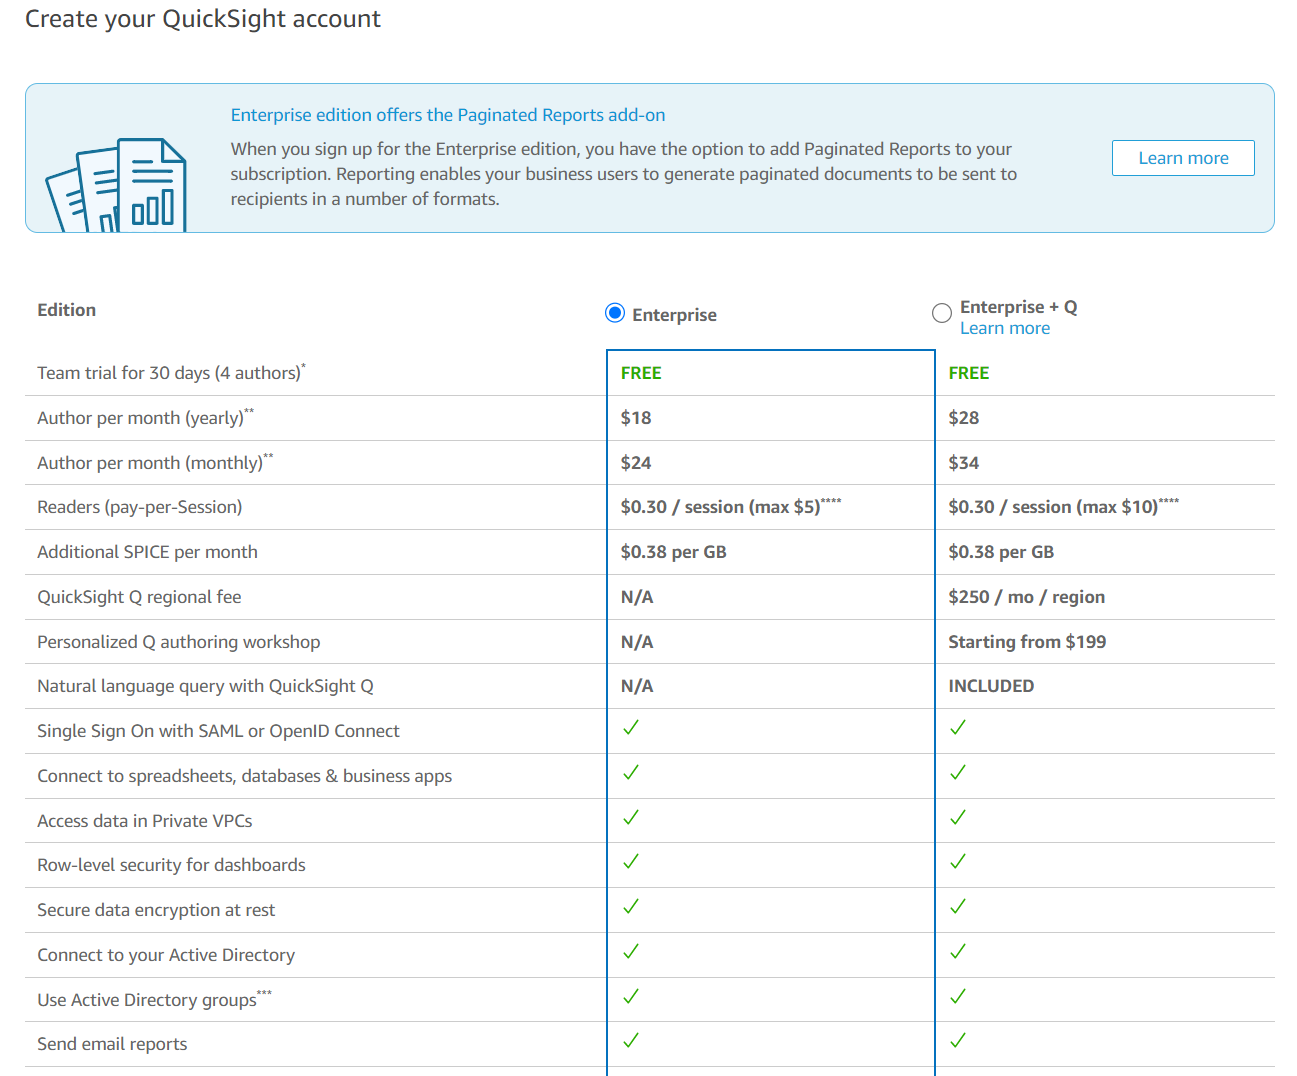 Create your QuickSight account
Enterprise edition offers the Paginated Reports add-on
When you sign up for the Enterprise edition, you have the option to add Paginated Reports to your
subscription. Reporting enables your business users to generate paginated documents to be sent to
recipients in a number of formats.
Learn more
Edition
Enterprise
Enterprise + Q
Learn more
Team trial for 30 days (4 authors)* FREE FREE
Author per month (yearly)** $18 $28
Author per month (monthly)** $24 $34
Readers (pay-per-Session) $0.30 / session (max $5)**** $0.30 / session (max $10)****
Additional SPICE per month $0.38 per GB $0.38 per GB
QuickSight Q regional fee N/A $250 / mo / region
Personalized Q authoring workshop N/A Starting from $199
Natural language query with QuickSight Q N/A INCLUDED
Single Sign On with SAML or OpenID Connect
Connect to spreadsheets, databases & business apps
Access data in Private VPCs
Row-level security for dashboards
Secure data encryption at rest
Connect to your Active Directory
Use Active Directory groups***
Send email reports